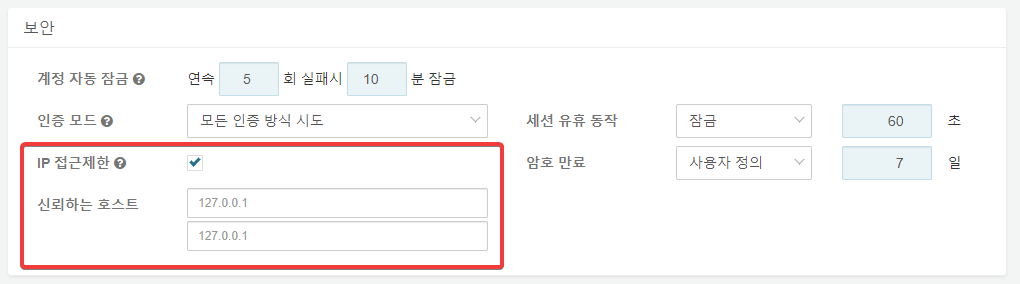 보안
계정 자동 잠금 ? 연속 5 회 실패시 10 분 잠금
인증 모드 ? 모든 인증 방식 시도 세션 유휴 동작 잠금 60 초
IP 접근제한 ? 암호 만료 사용자 정의 7 일
신뢰하는 호스트 127.0.0.1
127.0.0.1